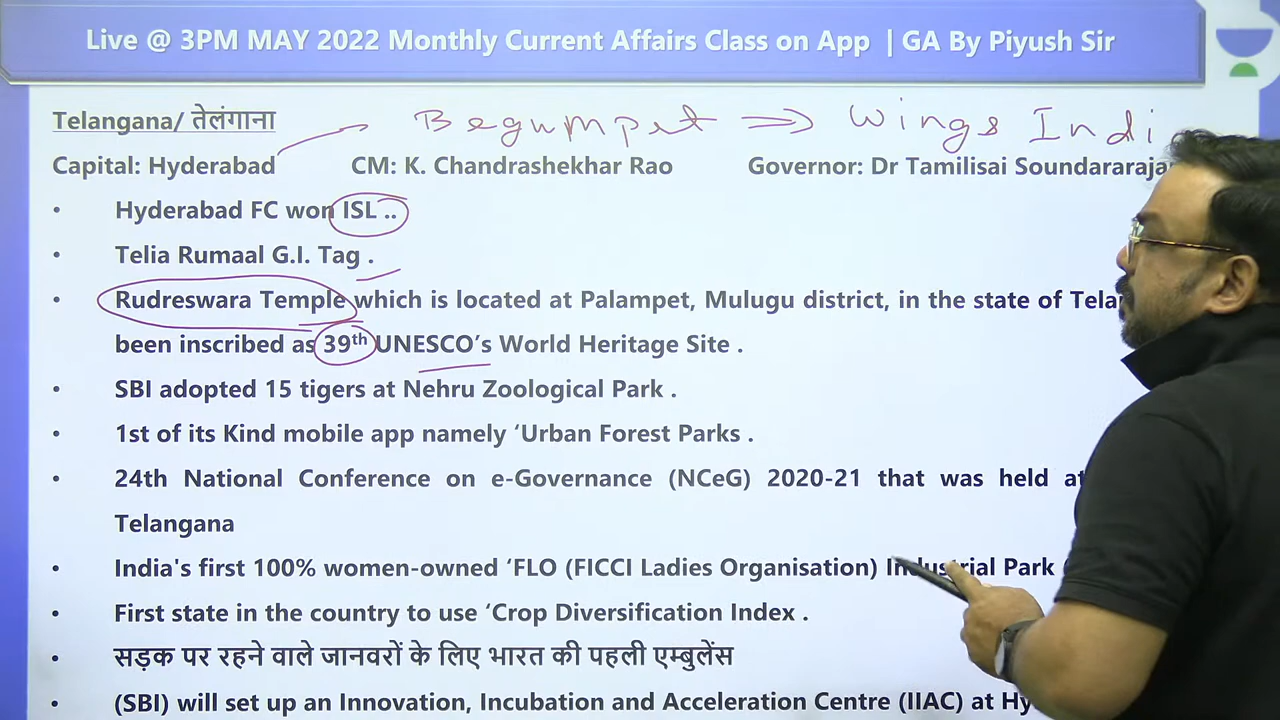 Live @ 3PM MAY 2022 Monthly Current Affairs Class on App | GA By Piyush Sir
Telangana/ तेलंगाना
Begumpet ⇒ Wings Indi
Capital: Hyderabad CM: K. Chandrashekhar Rao Governor: Dr Tamilisai Soundararaja
• Hyderabad FC won ISL ..
• Telia Rumaal G.I. Tag .
• Rudreswara Temple which is located at Palampet, Mulugu district, in the state of Tela
been inscribed as 39th UNESCO's World Heritage Site .
• SBI adopted 15 tigers at Nehru Zoological Park .
• 1st of its Kind mobile app namely ‘Urban Forest Parks .
• 24th National Conference on e-Governance (NCeG) 2020-21 that was held at
Telangana
• India's first 100% women-owned ‘FLO (FICCI Ladies Organisation) Industrial Park
• First state in the country to use ‘Crop Diversification Index .
• सड़क पर रहने वाले जानवरों के लिए भारत की पहली एम्बुलेंस
• (SBI) will set up an Innovation, Incubation and Acceleration Centre (IIAC) at Hy